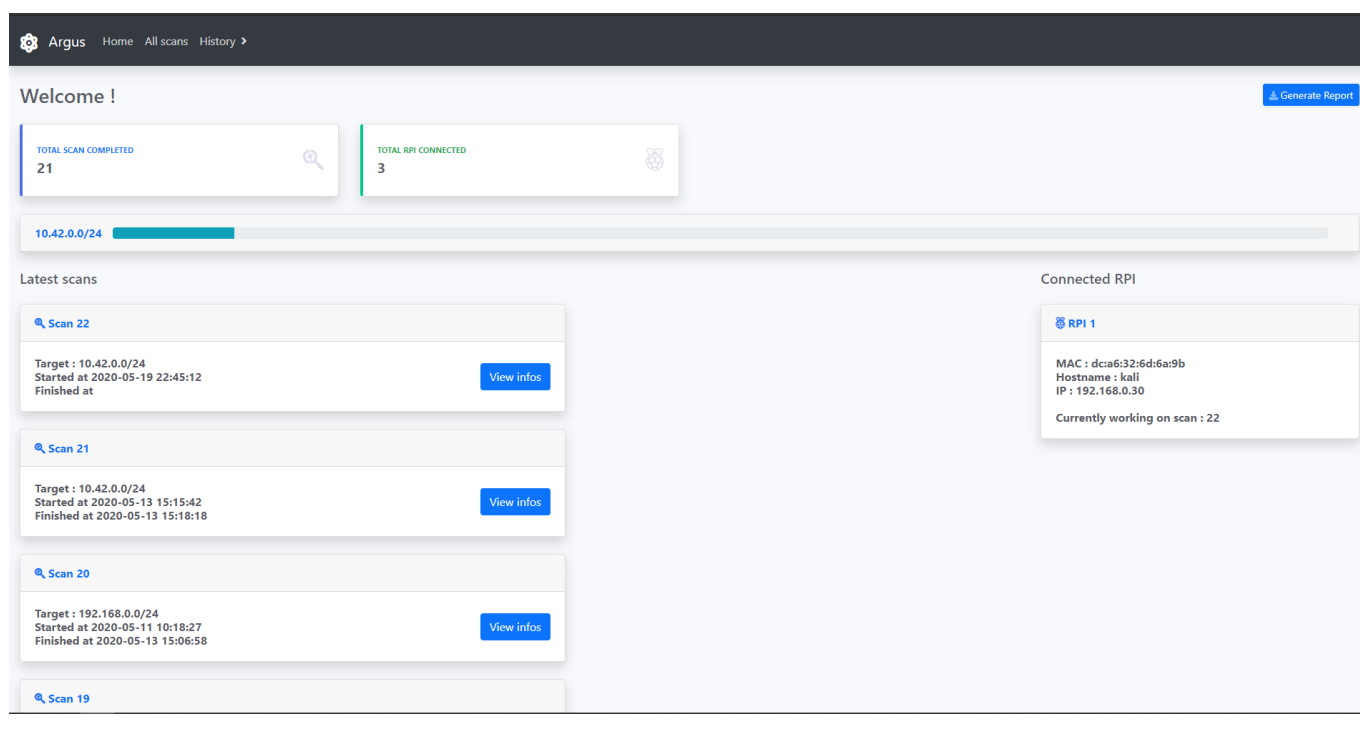 Argus Home All scans History
Welcome !
Generate Report
TOTAL SCAN COMPLETED
21
TOTAL RPI CONNECTED
3
10.42.0.0/24
Latest scans
Scan 22
Target : 10.42.0.0/24
Started at 2020-05-19 22:45:12
Finished at
View infos
Scan 21
Target : 10.42.0.0/24
Started at 2020-05-13 15:15:42
Finished at 2020-05-13 15:18:18
View infos
Scan 20
Target : 192.168.0.0/24
Started at 2020-05-11 10:18:27
Finished at 2020-05-13 15:06:58
View infos
Scan 19
Connected RPI
RPI 1
MAC : dc:a6:32:6d:6a:9b
Hostname : kali
IP : 192.168.0.30
Currently working on scan : 22